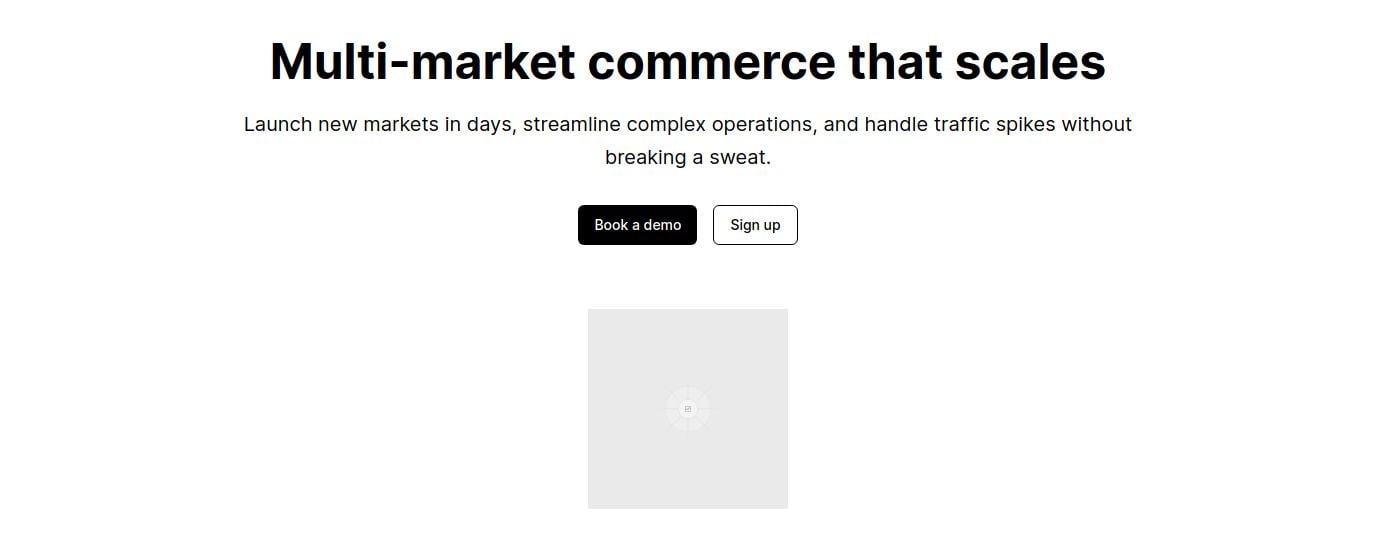 Multi-market commerce that scales
Launch new markets in days, streamline complex operations, and handle traffic spikes without
breaking a sweat.
Book a demo
Sign up